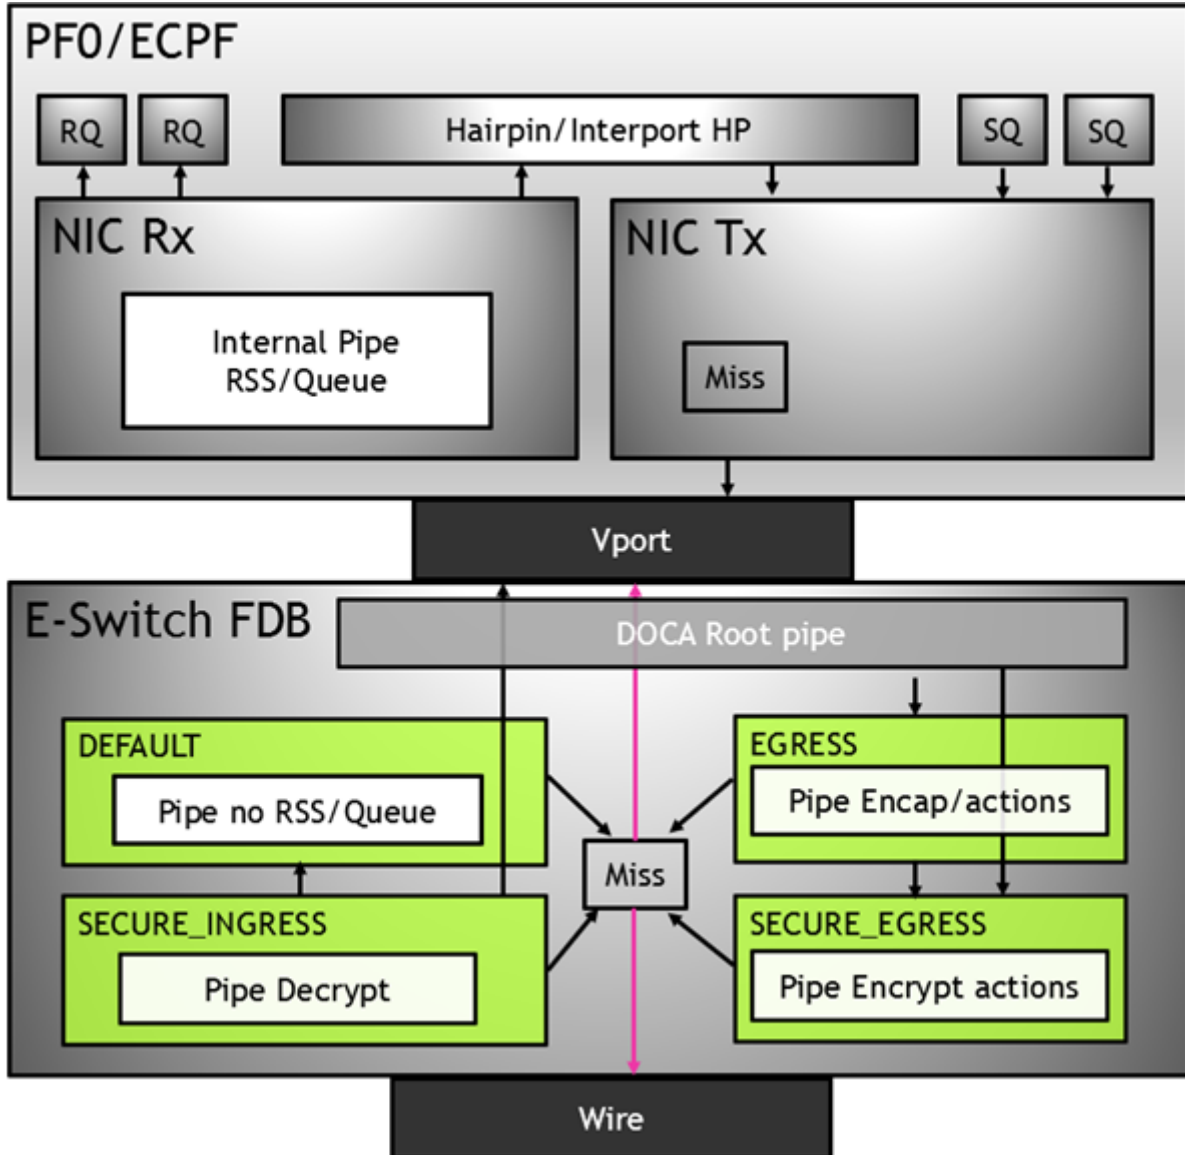 PF0/ECPF
RQ
RQ
Hairpin/Interport HP
SQ
SQ
NIC Rx
NIC Tx
Internal Pipe
RSS/Queue
Miss
Vport
E-Switch FDB
DOCA Root pipe
DEFAULT
Pipe no RSS/Queue
EGRESS
Pipe Encap/actions
Miss
SECURE_INGRESS
Pipe Decrypt
SECURE_EGRESS
Pipe Encrypt actions
Wire